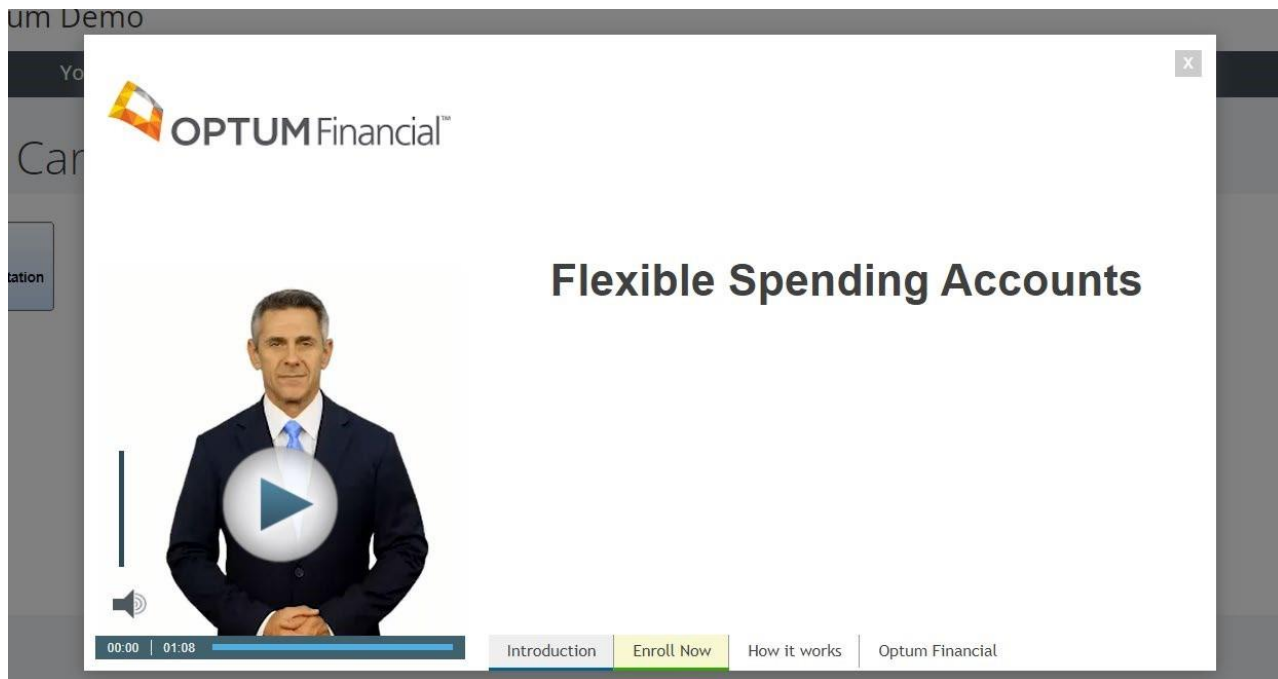 um Demo
Yo
X
OPTUM Financial™
Car
tation
Flexible Spending Accounts
00:00 | 01:08
Introduction
Enroll Now
How it works
Optum Financial